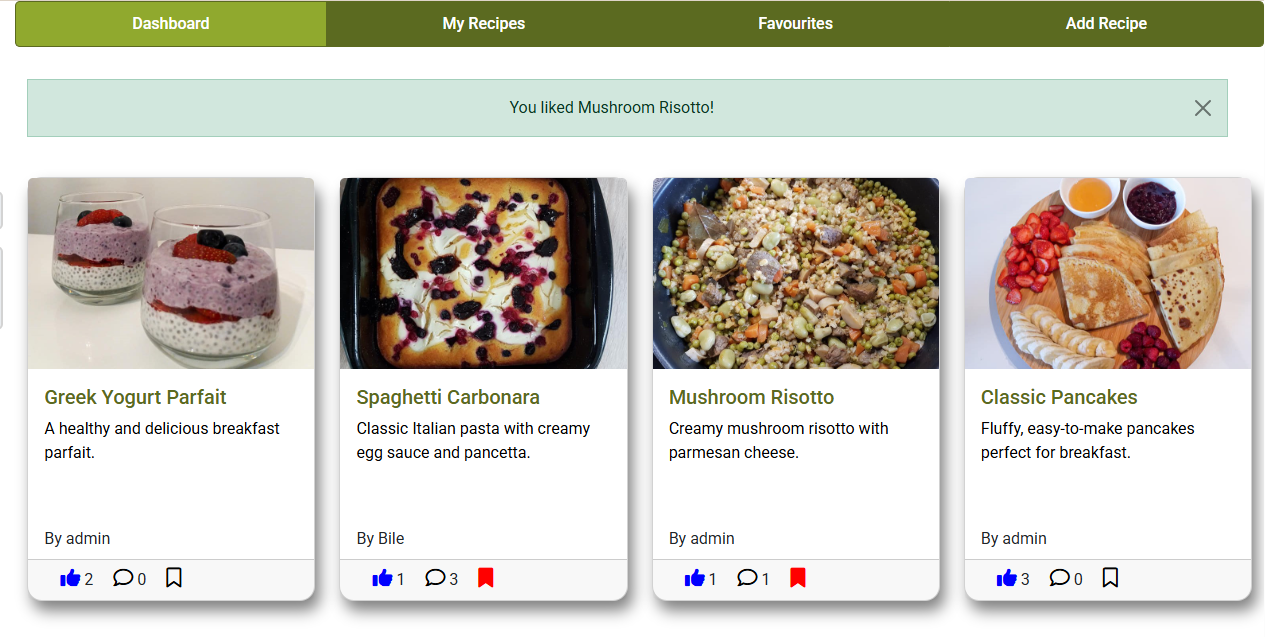 Dashboard My Recipes Favourites Add Recipe
You liked Mushroom Risotto!
Greek Yogurt Parfait
A healthy and delicious breakfast
parfait.
By admin
2 0
Spaghetti Carbonara
Classic Italian pasta with creamy
egg sauce and pancetta.
By Bile
1 3
Mushroom Risotto
Creamy mushroom risotto with
parmesan cheese.
By admin
1 1
Classic Pancakes
Fluffy, easy-to-make pancakes
perfect for breakfast.
By admin
3 0